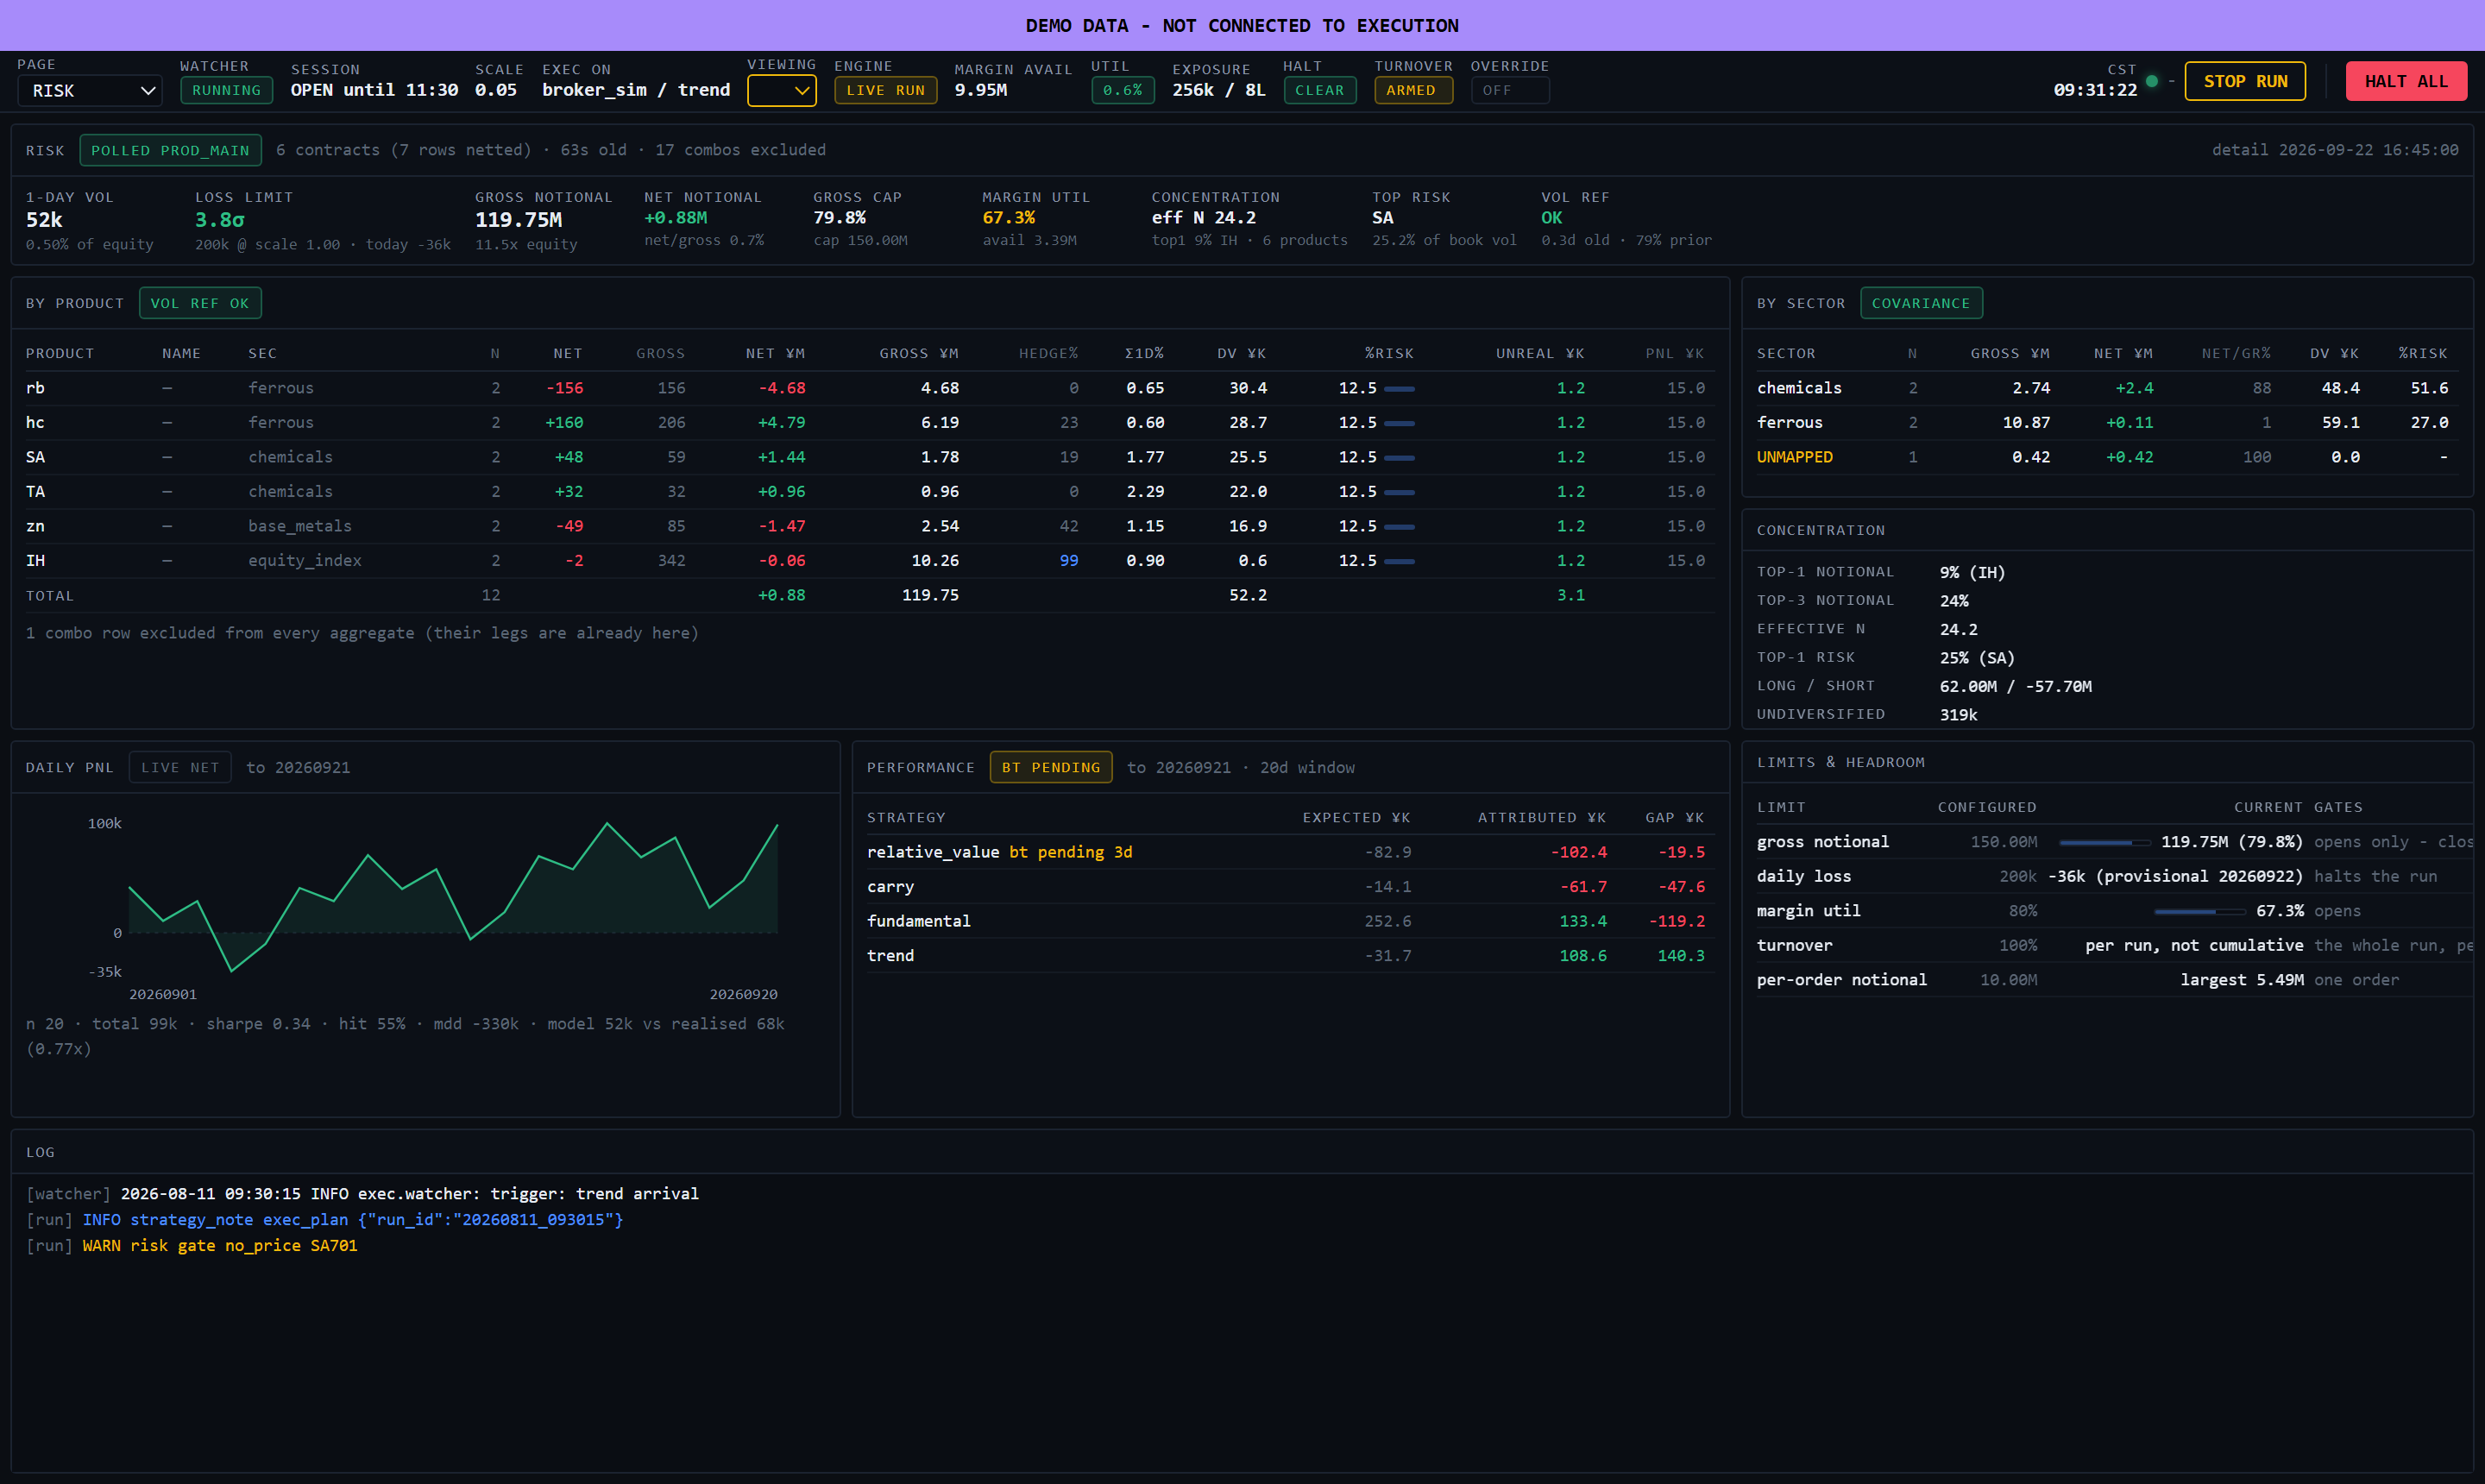 DEMO DATA - NOT CONNECTED TO EXECUTION
PAGE RISK
WATCHER RUNNING
SESSION OPEN until 11:30
SCALE 0.05
EXEC ON broker_sim / trend
VIEWING
ENGINE LIVE RUN
MARGIN AVAIL 9.95M
UTIL 0.6%
EXPOSURE 256k / 8L
HALT CLEAR
TURNOVER ARMED
OVERRIDE OFF
CST 09:31:22 -
STOP RUN
HALT ALL
RISK POLLED PROD_MAIN 6 contracts (7 rows netted) · 63s old · 17 combos excluded detail 2026-09-22 16:45:00
1-DAY VOL LOSS LIMIT GROSS NOTIONAL NET NOTIONAL GROSS CAP MARGIN UTIL CONCENTRATION TOP RISK VOL REF
52k 3.8σ 119.75M +0.88M 79.8% 67.3% eff N 24.2 SA OK
0.50% of equity 200k @ scale 1.00 · today -36k 11.5x equity net/gross 0.7% cap 150.00M avail 3.39M top1 9% IH · 6 products 25.2% of book vol 0.3d old · 79% prior
BY PRODUCT VOL REF OK
PRODUCT NAME SEC N NET GROSS NET ¥M GROSS ¥M HEDGE% Σ1D% DV ¥K %RISK UNREAL ¥K PNL ¥K
rb — ferrous 2 -156 156 -4.68 4.68 0 0.65 30.4 12.5 1.2 15.0
hc — ferrous 2 +160 206 +4.79 6.19 23 0.60 28.7 12.5 1.2 15.0
SA — chemicals 2 +48 59 +1.44 1.78 19 1.77 25.5 12.5 1.2 15.0
TA — chemicals 2 +32 32 +0.96 0.96 0 2.29 22.0 12.5 1.2 15.0
zn — base_metals 2 -49 85 -1.47 2.54 42 1.15 16.9 12.5 1.2 15.0
IH — equity_index 2 -2 342 -0.06 10.26 99 0.90 0.6 12.5 1.2 15.0
TOTAL 12 +0.88 119.75 52.2 3.1
1 combo row excluded from every aggregate (their legs are already here)
BY SECTOR COVARIANCE
SECTOR N GROSS ¥M NET ¥M NET/GR% DV ¥K %RISK
chemicals 2 2.74 +2.4 88 48.4 51.6
ferrous 2 10.87 +0.11 1 59.1 27.0
UNMAPPED 1 0.42 +0.42 100 0.0 -
CONCENTRATION
TOP-1 NOTIONAL 9% (IH)
TOP-3 NOTIONAL 24%
EFFECTIVE N 24.2
TOP-1 RISK 25% (SA)
LONG / SHORT 62.00M / -57.70M
UNDIVERSIFIED 319k
DAILY PNL LIVE NET to 20260921
100k
0
-35k
20260901 20260920
n 20 · total 99k · sharpe 0.34 · hit 55% · mdd -330k · model 52k vs realised 68k
(0.77x)
PERFORMANCE BT PENDING to 20260921 · 20d window
STRATEGY EXPECTED ¥K ATTRIBUTED ¥K GAP ¥K
relative_value bt pending 3d -82.9 -102.4 -19.5
carry -14.1 -61.7 -47.6
fundamental 252.6 133.4 -119.2
trend -31.7 108.6 140.3
LIMITS & HEADROOM
LIMIT CONFIGURED CURRENT GATES
gross notional 150.00M 119.75M (79.8%) opens only - clos
daily loss 200k -36k (provisional 20260922) halts the run
margin util 80% 67.3% opens
turnover 100% per run, not cumulative the whole run, pe
per-order notional 10.00M largest 5.49M one order
LOG
[watcher] 2026-08-11 09:30:15 INFO exec.watcher: trigger: trend arrival
[run] INFO strategy_note exec_plan {"run_id":"20260811_093015"}
[run] WARN risk gate no_price SA701